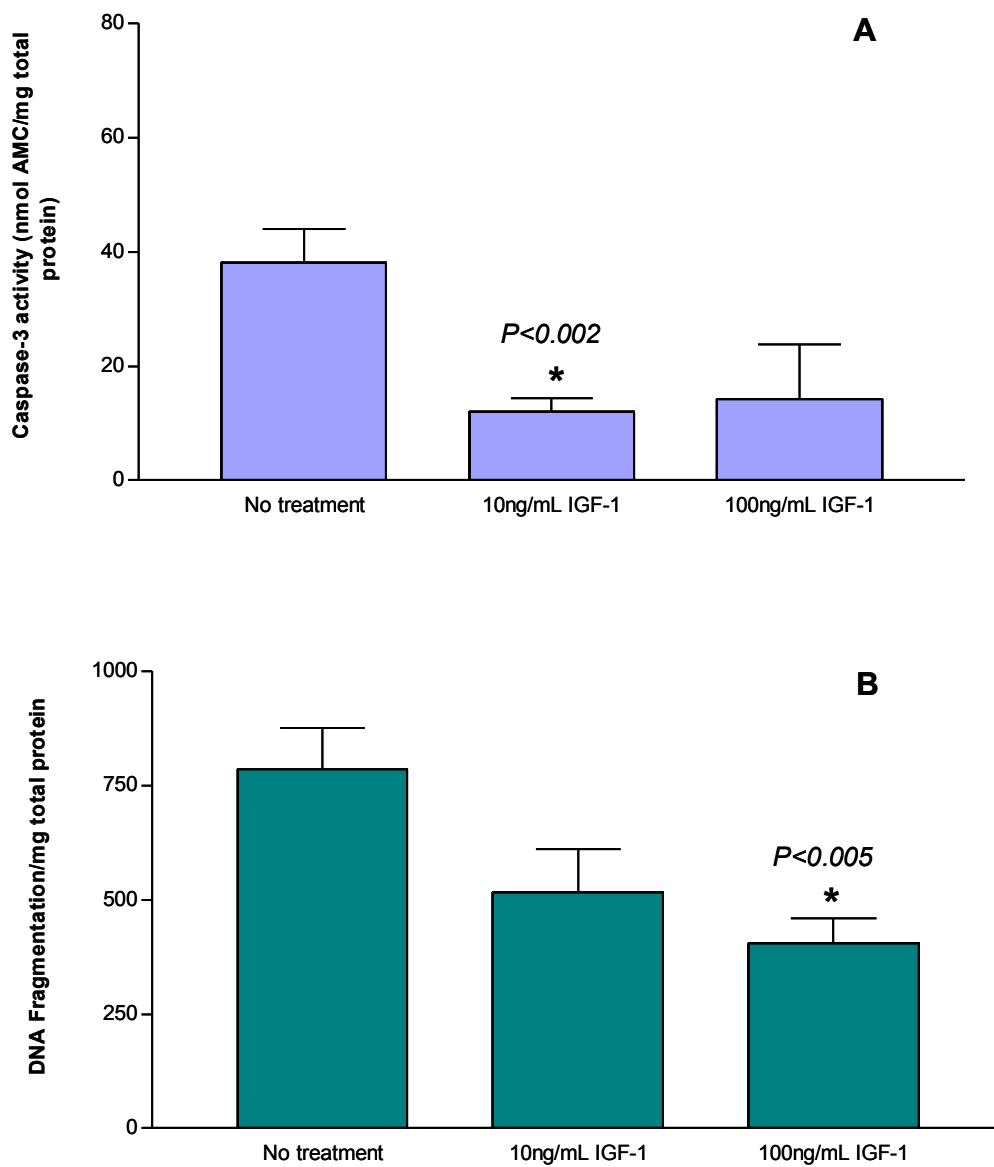 A
Caspase-3 activity (nmol AMC/mg total
protein)
80
60
40
20
0
P<0.002
*
No treatment
10ng/mL IGF-1
100ng/mL IGF-1
B
DNA Fragmentation/mg total protein
1000
750
500
250
0
P<0.005
*
No treatment
10ng/mL IGF-1
100ng/mL IGF-1